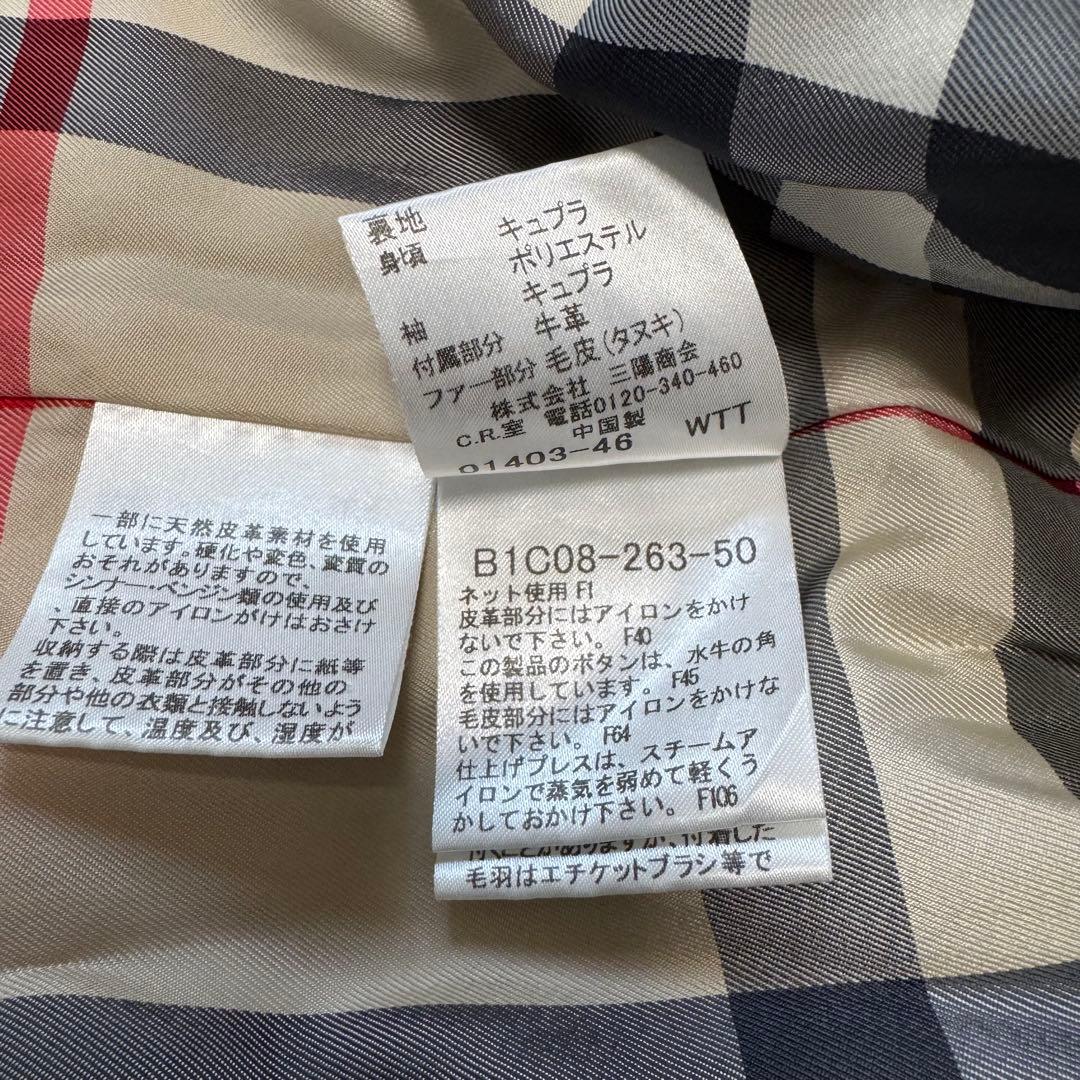 裏地
身頃 キュプラ
ポリエステル
袖 キュプラ
付属部分 牛革
ファー部分 毛皮(タヌキ)
株式会社 三陽商会
C.R.室 電話0120-340-460
中国製
01403-46 WTT
一部に天然皮革素材を使用
しています。硬化や変色、変質の
おそれがありますので、
シンナー・ベンジン類の使用及び
、直接のアイロンがけはおさけ
下さい。
収納する際は皮革部分に紙等
を置き、皮革部分がその他の
部分や他の衣類と接触しないよう
に注意して、温度及び、湿度が
B1C08-263-50
ネット使用 F1
皮革部分にはアイロンをかけ
ないで下さい。 F40
この製品のボタンは、水牛の角
を使用しています。 F45
毛皮部分にはアイロンをかけな
いで下さい。 F64
仕上げプレスは、スチームア
イロンで蒸気を弱めて軽くう
かしておかけ下さい。 F106
くことがありますが、付着した
毛羽はエチケットブラシ等で